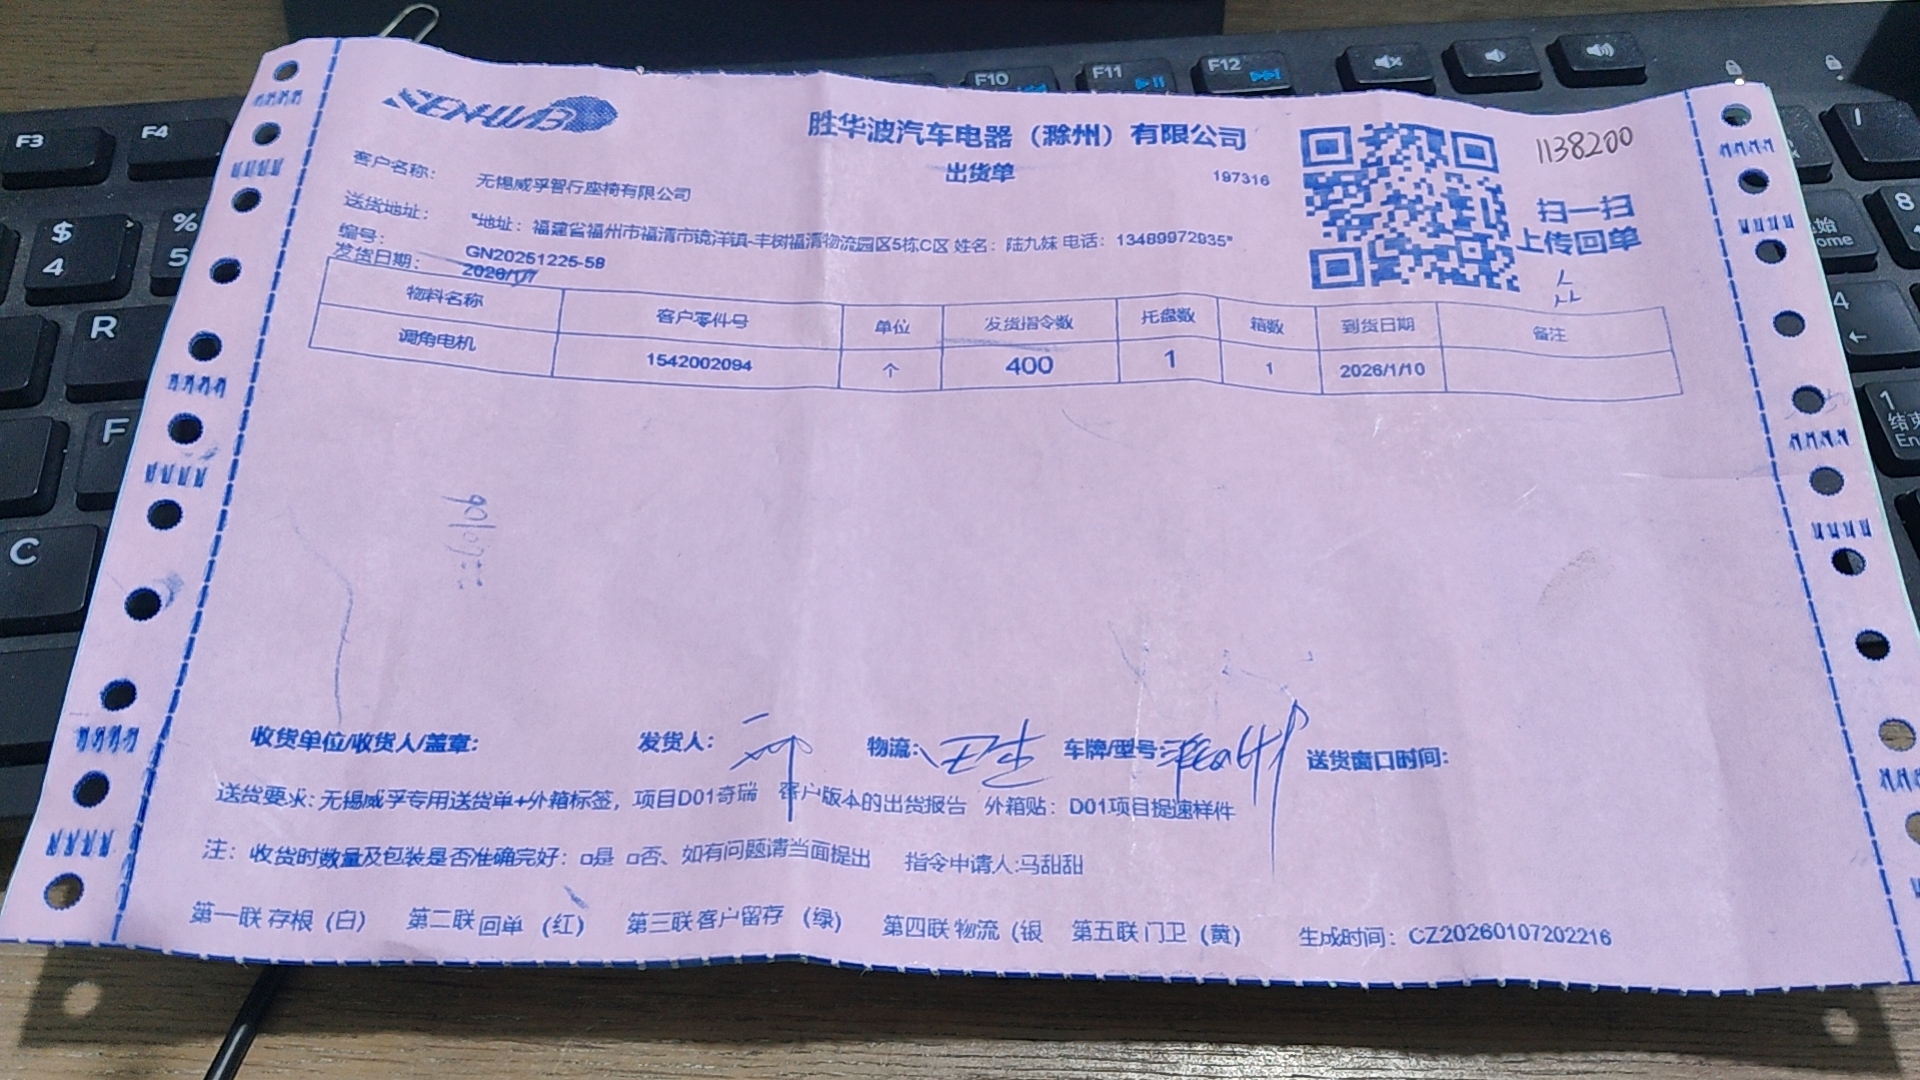 F10 F11 F12
F3 F4
$ 4 % 5
R
F
C
SENHWAB
胜华波汽车电器（滁州）有限公司
1138200
出货单
197316
扫一扫
上传回单
客户名称： 无锡威孚智行座椅有限公司
送货地址： "地址：福建省福州市福清市镜洋镇-丰树福清物流园区5栋C区 姓名：陆九妹 电话：13489972935"
编号： GN20251225-58
发货日期： 2026/1/7
物料名称 客户零件号 单位 发货指令数 托盘数 箱数 到货日期 备注
调角电机 1542002094 个 400 1 1 2026/1/10
收货单位/收货人/盖章： 发货人： 物流： 车牌/型号： 送货窗口时间：
送货要求：无锡威孚专用送货单+外箱标签，项目D01奇瑞 客户版本的出货报告 外箱贴：D01项目提速样件
注：收货时数量及包装是否准确完好：□是 □否、如有问题请当面提出 指令申请人:马甜甜
第一联 存根（白） 第二联 回单（红） 第三联 客户留存（绿） 第四联 物流（银 第五联 门卫（黄） 生成时间：CZ20260107202216